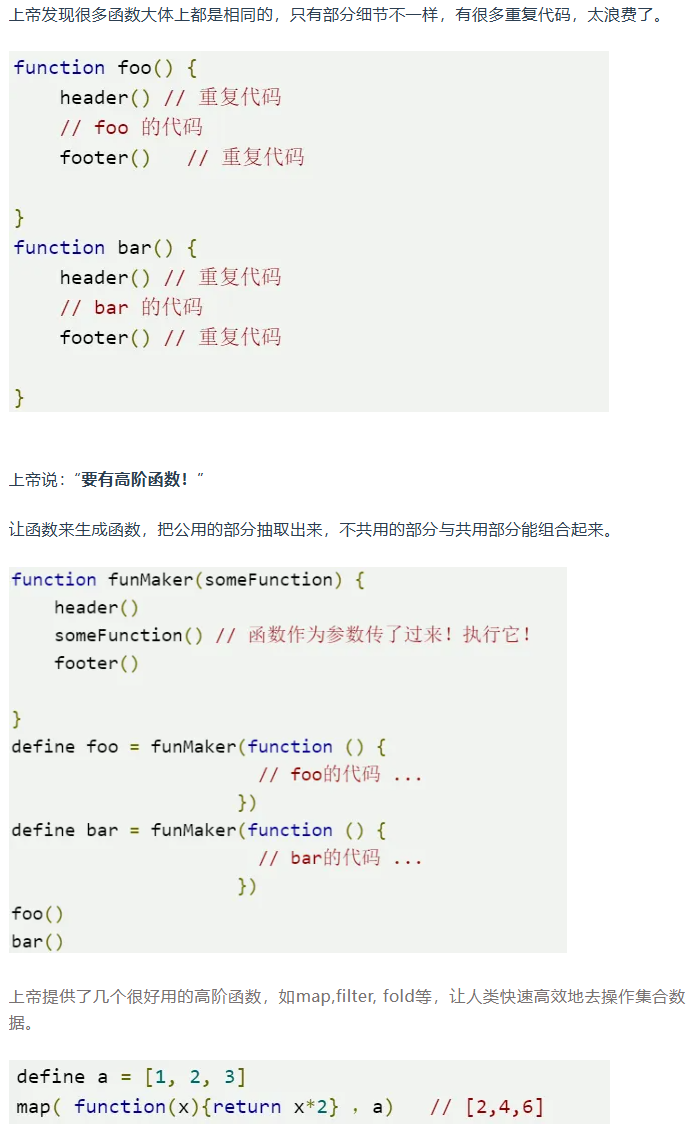 上帝发现很多函数大体上都是相同的，只有部分细节不一样，有很多重复代码，太浪费了。
function foo() {
    header() // 重复代码
    // foo 的代码
    footer()   // 重复代码
}
function bar() {
    header() // 重复代码
    // bar 的代码
    footer() // 重复代码
}
上帝说：“要有高阶函数！”
让函数来生成函数，把公用的部分抽取出来，不共用的部分与共用部分能组合起来。
function funMaker(someFunction) {
    header()
    someFunction() // 函数作为参数传了过来！执行它！
    footer()
}
define foo = funMaker(function () {
                      // foo的代码 ...
                    })
define bar = funMaker(function () {
                      // bar的代码 ...
                    })
foo()
bar()
上帝提供了几个很好用的高阶函数，如map,filter, fold等，让人类快速高效地去操作集合数
据。
define a = [1, 2, 3]
map( function(x){return x*2} ，a)   // [2,4,6]